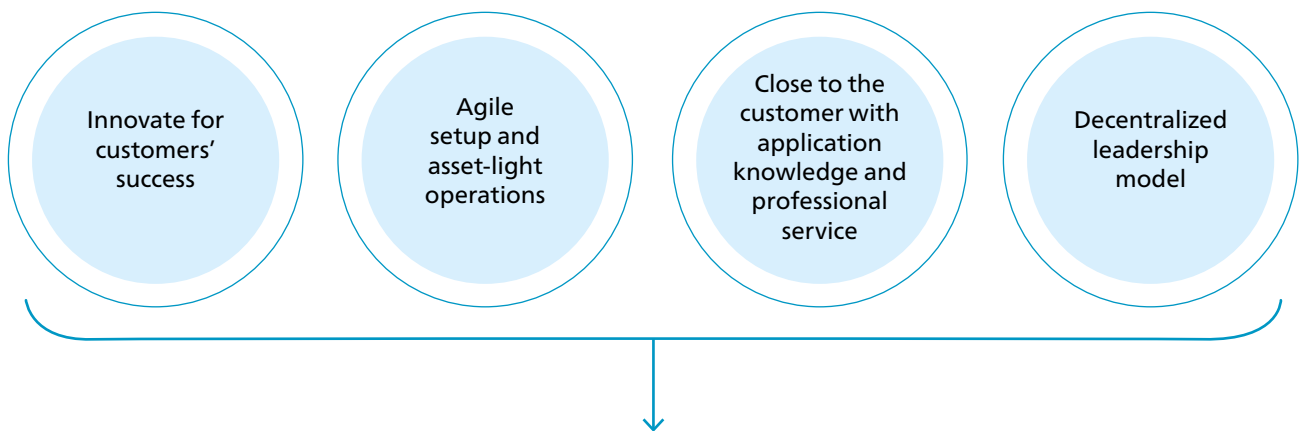 Innovate for
customers’
success
Agile
setup and
asset-light
operations
Close to the
customer with
application
knowledge and
professional
service
Decentralized
leadership
model